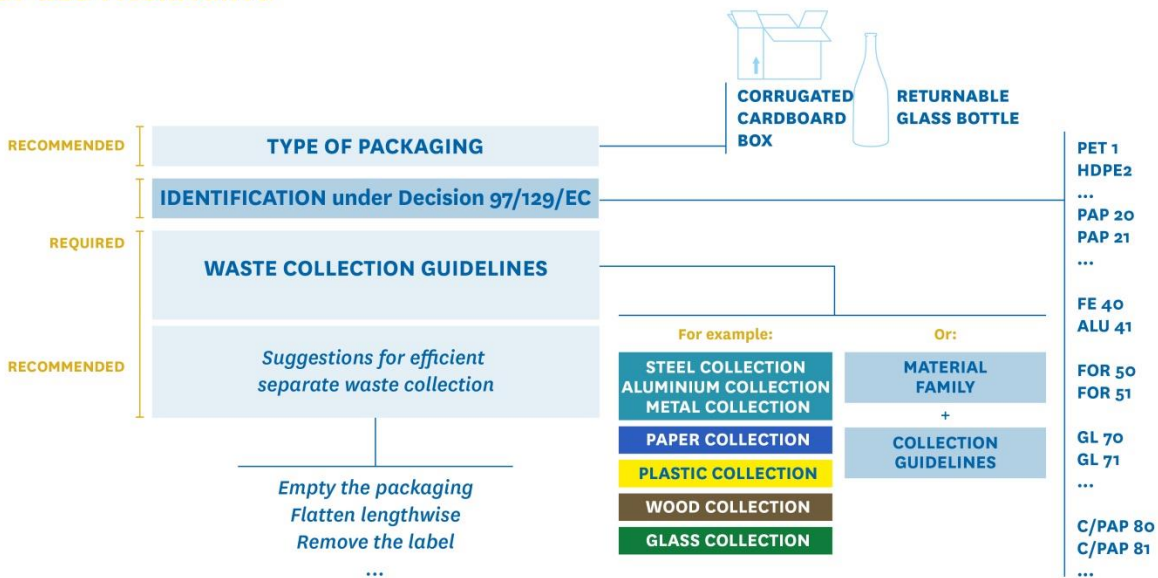 CORRUGATED
CARDBOARD
BOX
RETURNABLE
GLASS BOTTLE
RECOMMENDED
TYPE OF PACKAGING
IDENTIFICATION under Decision 97/129/EC
REQUIRED
WASTE COLLECTION GUIDELINES
RECOMMENDED
Suggestions for efficient
separate waste collection
Empty the packaging
Flatten lengthwise
Remove the label
...
For example:
STEEL COLLECTION
ALUMINIUM COLLECTION
METAL COLLECTION
PAPER COLLECTION
PLASTIC COLLECTION
WOOD COLLECTION
GLASS COLLECTION
Or:
MATERIAL
FAMILY
+
COLLECTION
GUIDELINES
PET 1
HDPE2
...
PAP 20
PAP 21
...
FE 40
ALU 41
FOR 50
FOR 51
GL 70
GL 71
...
C/PAP 80
C/PAP 81
...